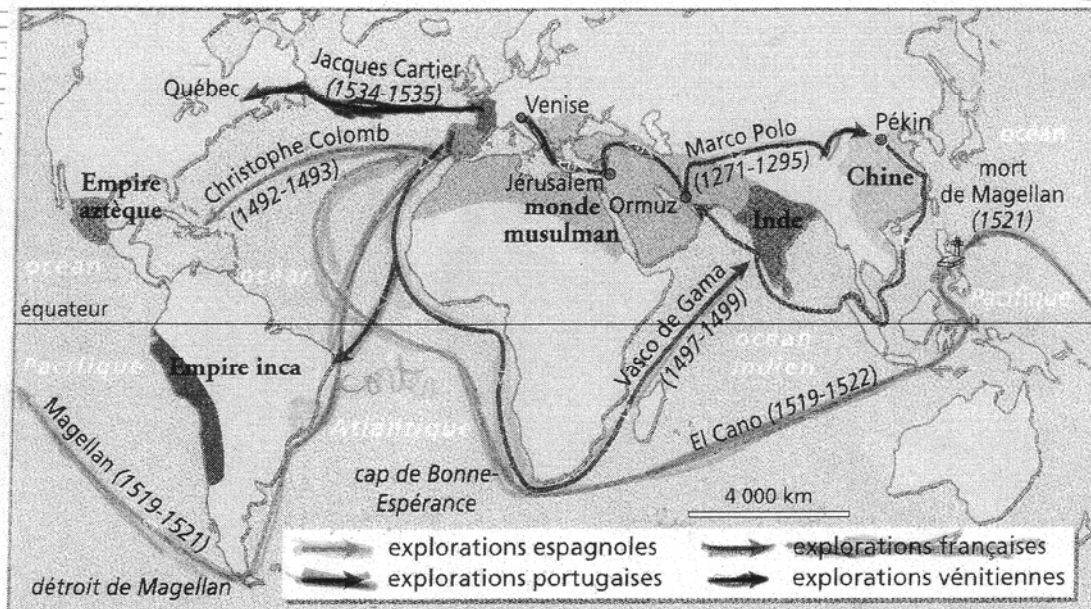 Jacques Cartier
(1534-1535)
Québec
Venise
Christophe Colomb
(1492-1493)
Marco Polo
(1271-1295)
Pékin
océan
Empire
aztèque
Jérusalem
Ormuz
monde
musulman
Inde
Chine
mort
de Magellan
(1521)
océan
océan
Pacifique
équateur
Vasco de Gama
(1497-1499)
océan
indien
Pacifique
Empire inca
Atlantique
El Cano (1519-1522)
Magellan (1519-1521)
cap de Bonne-
Espérance
4 000 km
détroit de Magellan
explorations espagnoles
explorations portugaises
explorations françaises
explorations vénitiennes